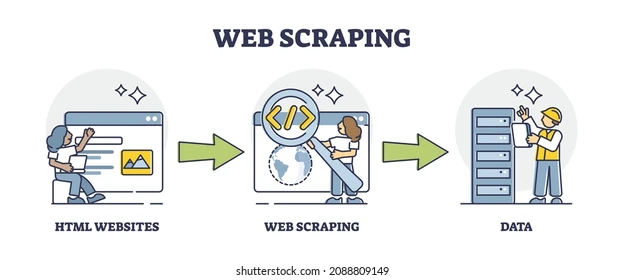 WEB SCRAPING
</>
HTML WEBSITES
WEB SCRAPING
DATA
shutterstock.com · 2088809149